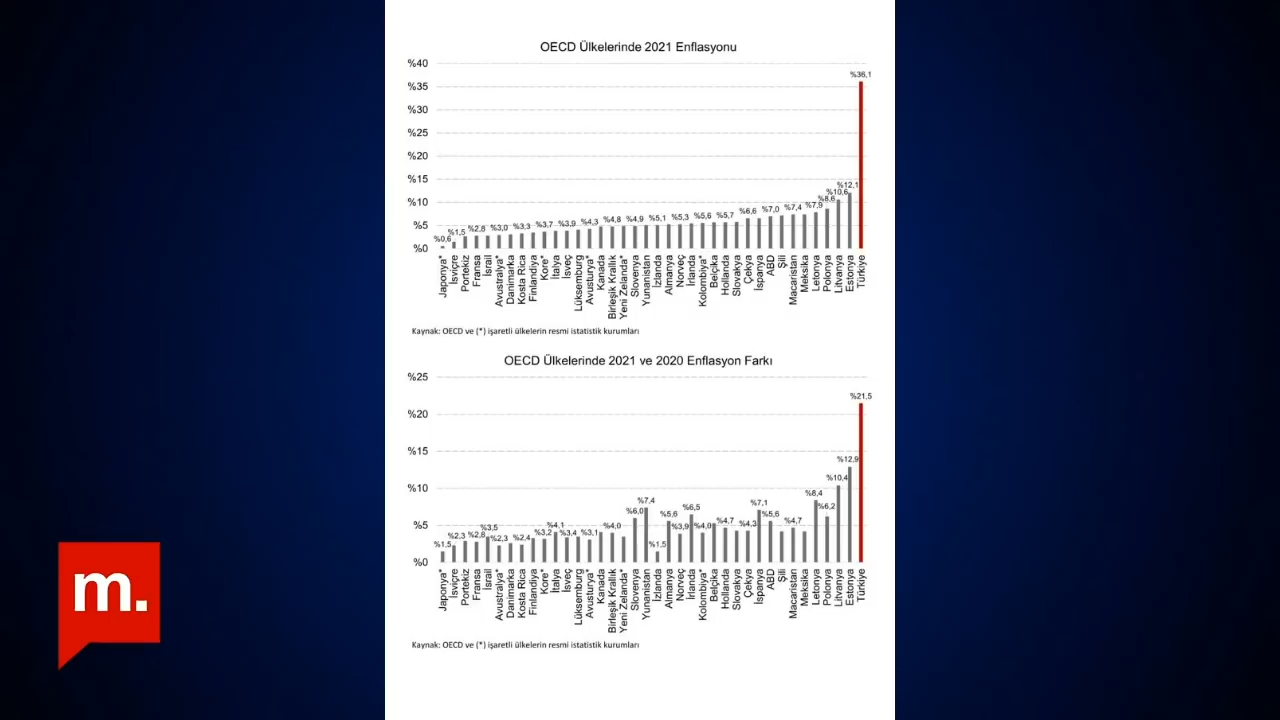 OECD Ülkelerinde 2021 Enflasyonu
%40
%35
%30
%25
%20
%15
%10
%5
%0
%0,6
%1,5
%2,8
%3,0
%3,3
%3,7
%3,9
%4,3
%4,8
%4,9
%5,1
%5,3
%5,6
%5,7
%6,6
%7,0
%7,4
%7,9
%8,6
%10,6
%12,1
%36,1
Japonya*
İsviçre
Portekiz
Fransa
İsrail
Avustralya*
Danimarka
Kosta Rica
Finlandiya
Kore*
İtalya
İsveç
Lüksemburg
Avusturya*
Kanada
Birleşik Krallık
Yeni Zelanda*
Slovenya
Yunanistan
İzlanda
Almanya
Norveç
İrlanda
Kolombiya*
Belçika
Hollanda
Slovakya
Çekya
İspanya
ABD
Şili
Macaristan
Meksika
Letonya
Polonya
Litvanya
Estonya
Türkiye
Kaynak: OECD ve (*) işaretli ülkelerin resmi istatistik kurumları
OECD Ülkelerinde 2021 ve 2020 Enflasyon Farkı
%25
%20
%15
%10
%5
%0
%1,5
%2,3
%2,8
%3,5
%2,3
%2,4
%3,2
%4,1
%3,4
%3,1
%4,0
%6,0
%7,4
%1,5
%5,6
%3,9
%6,5
%4,0
%4,7
%4,3
%7,1
%5,6
%4,7
%8,4
%6,2
%10,4
%12,9
%21,5
Japonya*
İsviçre
Portekiz
Fransa
İsrail
Avustralya*
Danimarka
Kosta Rica
Finlandiya
Kore*
İtalya
İsveç
Lüksemburg
Avusturya*
Kanada
Birleşik Krallık
Yeni Zelanda*
Slovenya
Yunanistan
İzlanda
Almanya
Norveç
İrlanda
Kolombiya*
Belçika
Hollanda
Slovakya
Çekya
İspanya
ABD
Şili
Macaristan
Meksika
Letonya
Polonya
Litvanya
Estonya
Türkiye
Kaynak: OECD ve (*) işaretli ülkelerin resmi istatistik kurumları
m.